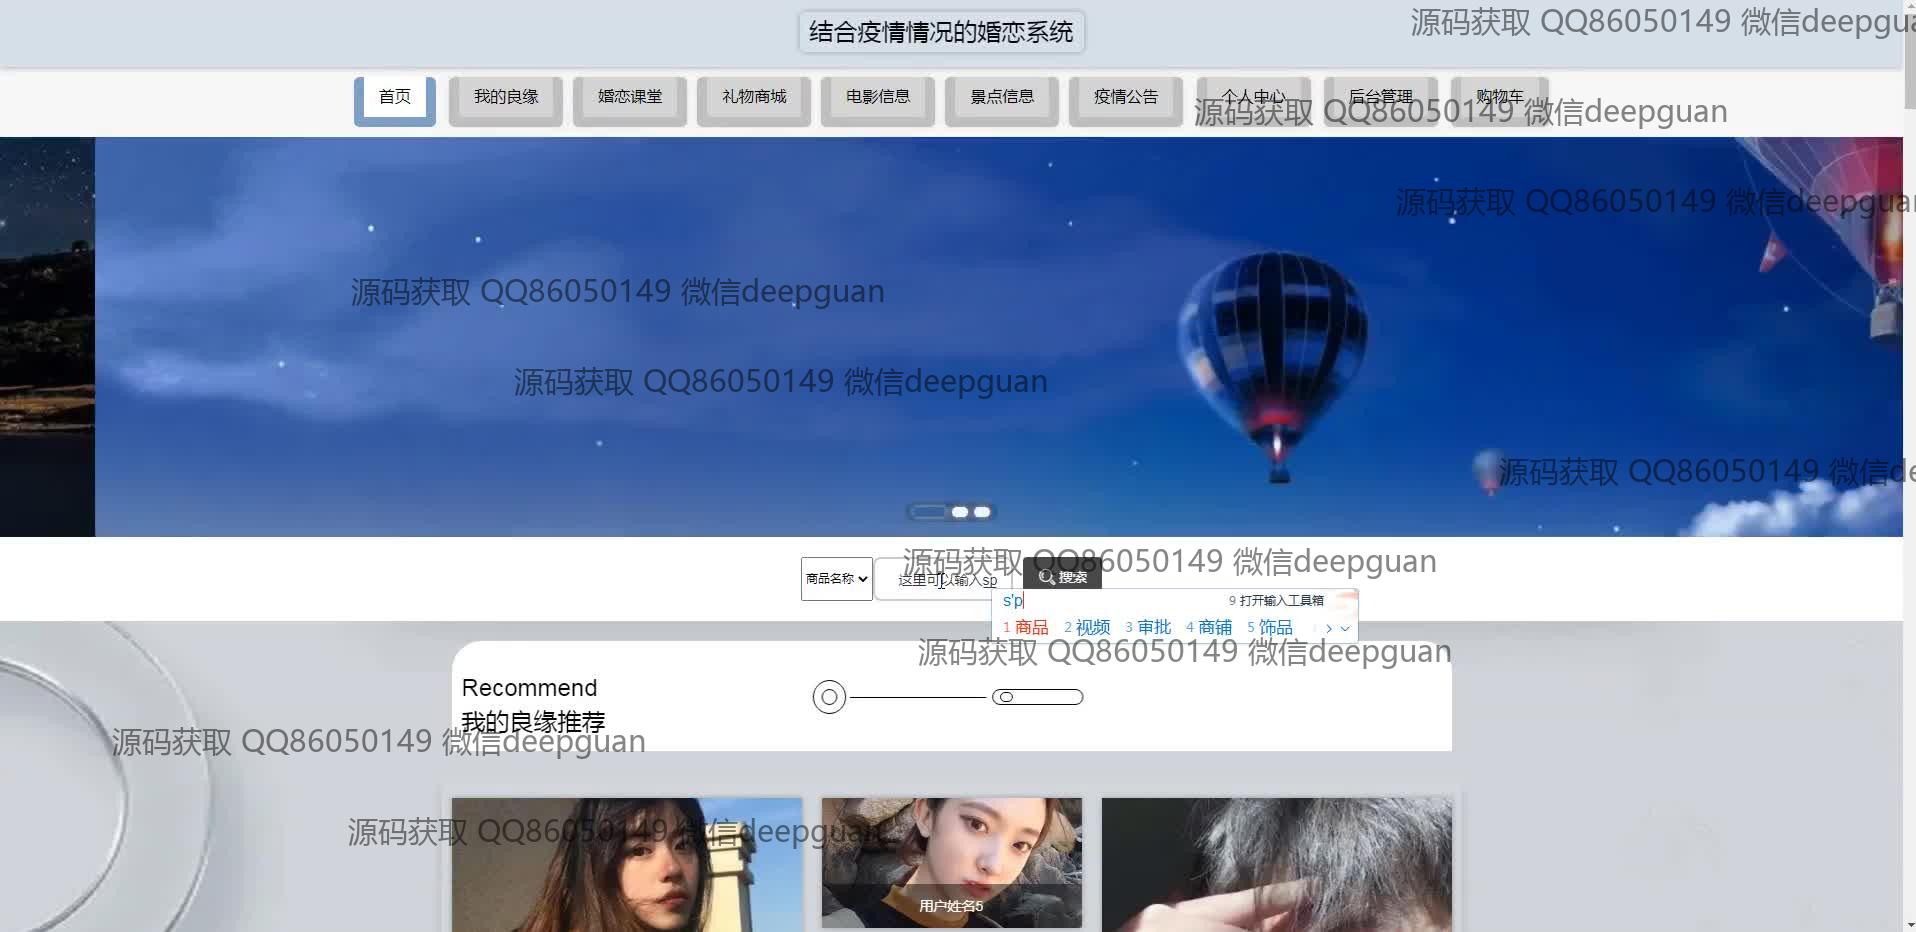 结合疫情情况的婚恋系统
源码获取 QQ86050149 微信deepgua
首页 我的良缘 婚恋课堂 礼物商城 电影信息 景点信息 疫情公告 个人中心 后台管理 购物车
源码获取 QQ86050149 微信deepguan
源码获取 QQ86050149 微信deepguan
源码获取 QQ86050149 微信deepguan
源码获取 QQ86050149 微信deepguan
源码获取 QQ86050149 微信de
源码获取 QQ86050149 微信deepguan
商品名称 这里可以输入sp 搜索
s'p 9 打开输入工具箱
1 商品 2 视频 3 审批 4 商铺 5 饰品
源码获取 QQ86050149 微信deepguan
Recommend
我的良缘推荐
源码获取 QQ86050149 微信deepguan
源码获取 QQ86050149 微信deepguan
用户姓名5